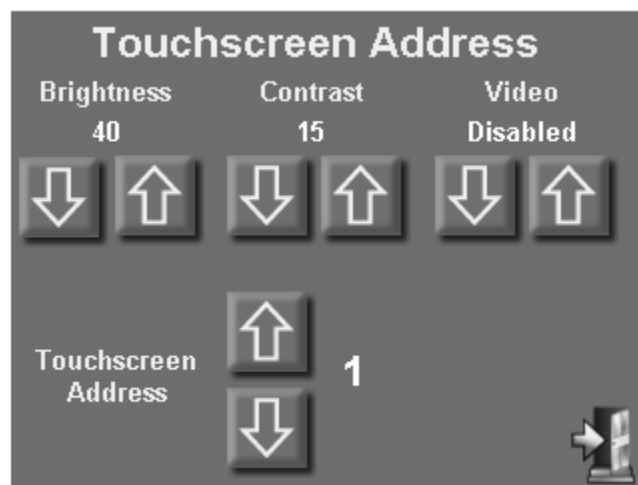 Touchscreen Address
Brightness Contrast Video
40 15 Disabled
Touchscreen
Address
1